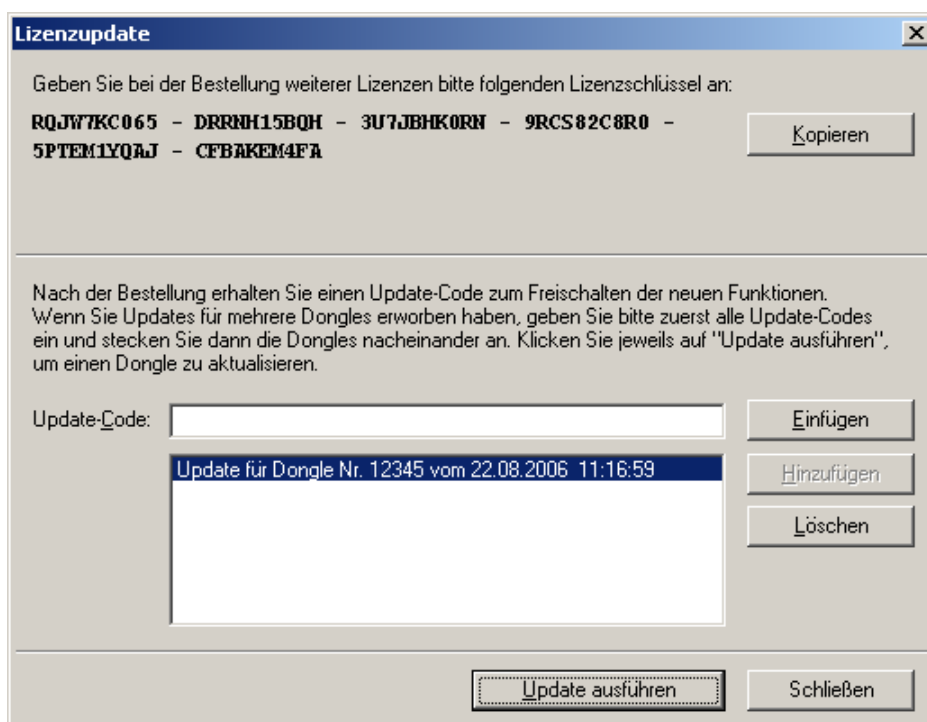 Lizenzupdate
Geben Sie bei der Bestellung weiterer Lizenzen bitte folgenden Lizenzschlüssel an:
RQJW7KC065 - DRRNH15BQH - 3U7JBHK0RN - 9RCS82C8R0 -
5PTEM1YQAJ - CFBAKEM4FA
Kopieren
Nach der Bestellung erhalten Sie einen Update-Code zum Freischalten der neuen Funktionen.
Wenn Sie Updates für mehrere Dongles erworben haben, geben Sie bitte zuerst alle Update-Codes
ein und stecken Sie dann die Dongles nacheinander an. Klicken Sie jeweils auf "Update ausführen",
um einen Dongle zu aktualisieren.
Update-Code:
Einfügen
Update für Dongle Nr. 12345 vom 22.08.2006 11:16:59
Hinzufügen
Löschen
Update ausführen
Schließen